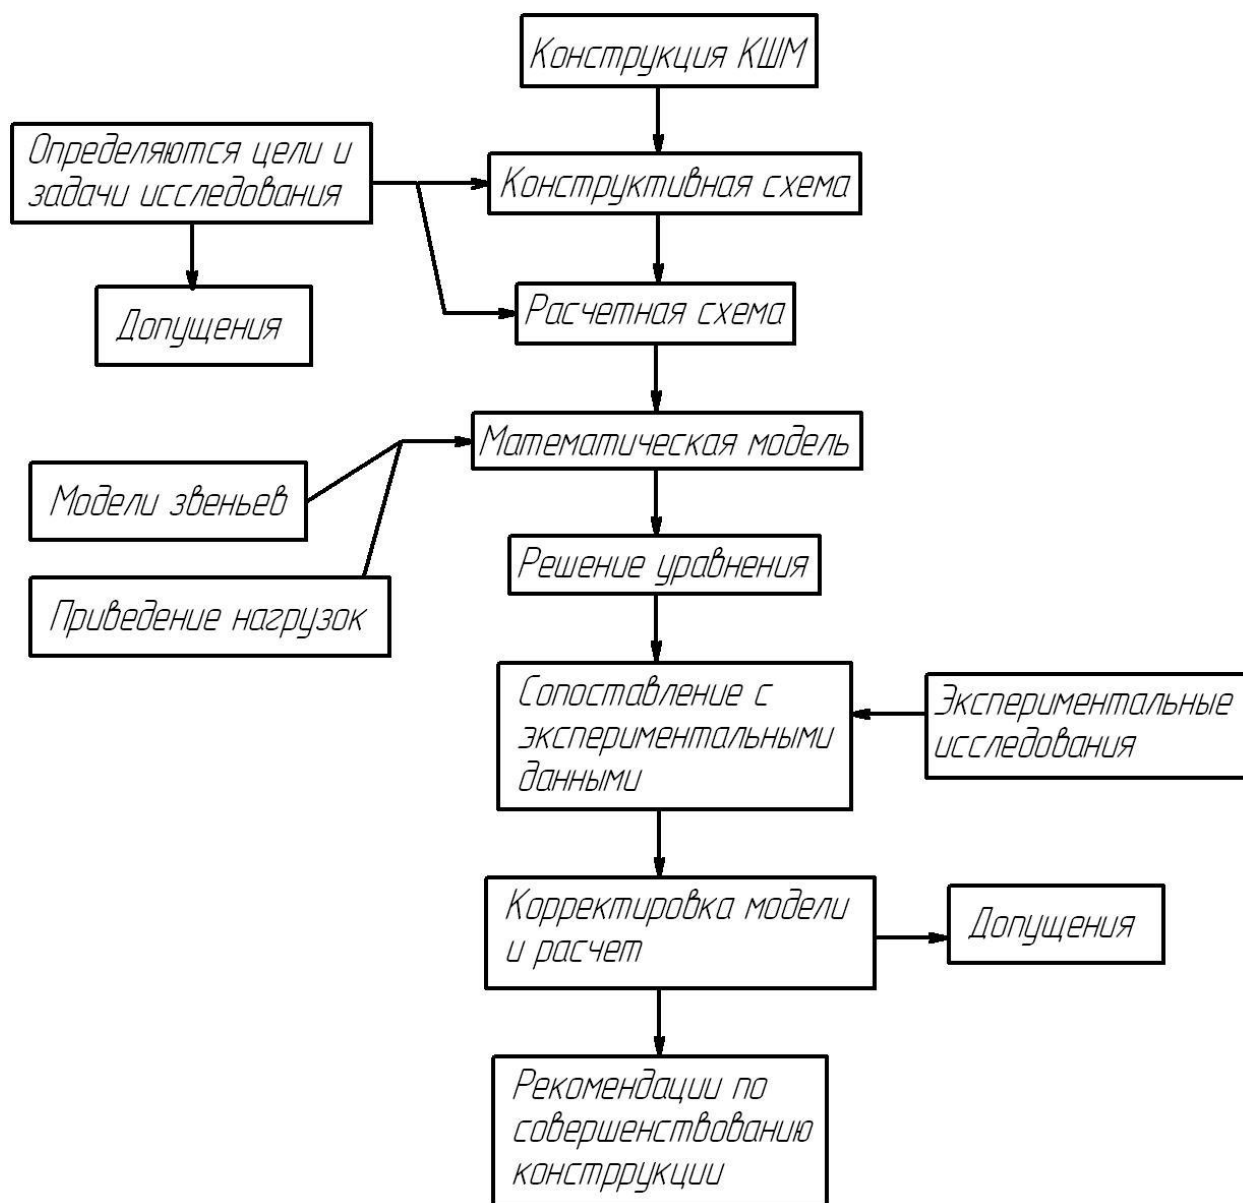 Конструкция КШМ
Определяются цели и
задачи исследования
Конструктивная схема
Допущения
Расчетная схема
Математическая модель
Модели звеньев
Решение уравнения
Приведение нагрузок
Сопоставление с
экспериментальными
данными
Экспериментальные
исследования
Корректировка модели
и расчет
Допущения
Рекомендации по
совершенствованию
конпррукции